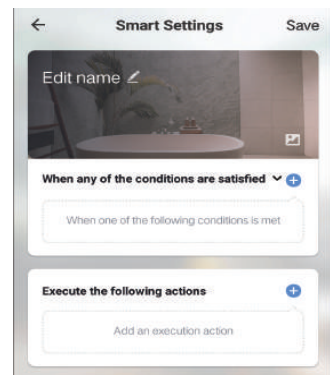 Smart Settings Save
Edit name
When any of the conditions are satisfied
When one of the following conditions is met
Execute the following actions
Add an execution action